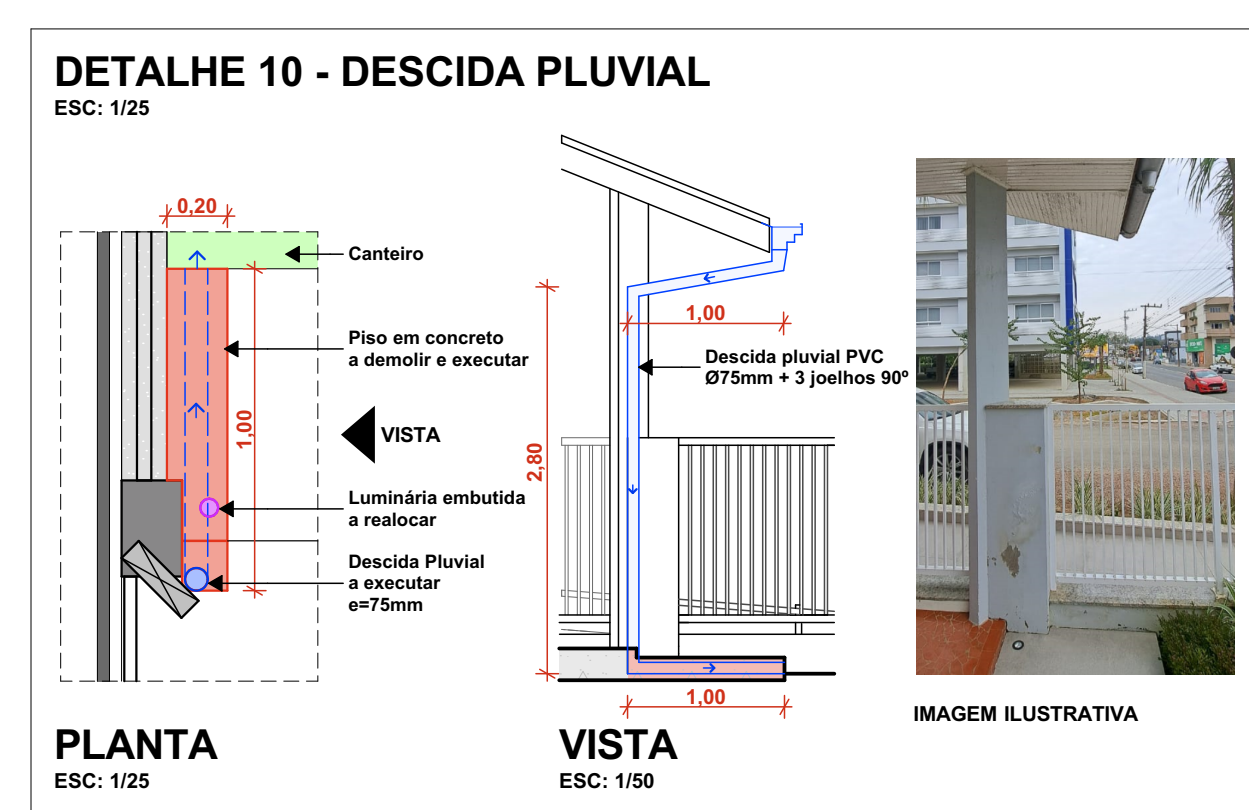 DETALHE 10 - DESCIDA PLUVIAL
ESC: 1/25
0,20
Canteiro
Piso em concreto
a demolir e executar
1,00
VISTA
Luminária embutida
a realocar
Descida Pluvial
a executar
e=75mm
PLANTA
ESC: 1/25
1,00
Descida pluvial PVC
Ø75mm + 3 joelhos 90º
2,80
1,00
VISTA
ESC: 1/50
IMAGEM ILUSTRATIVA